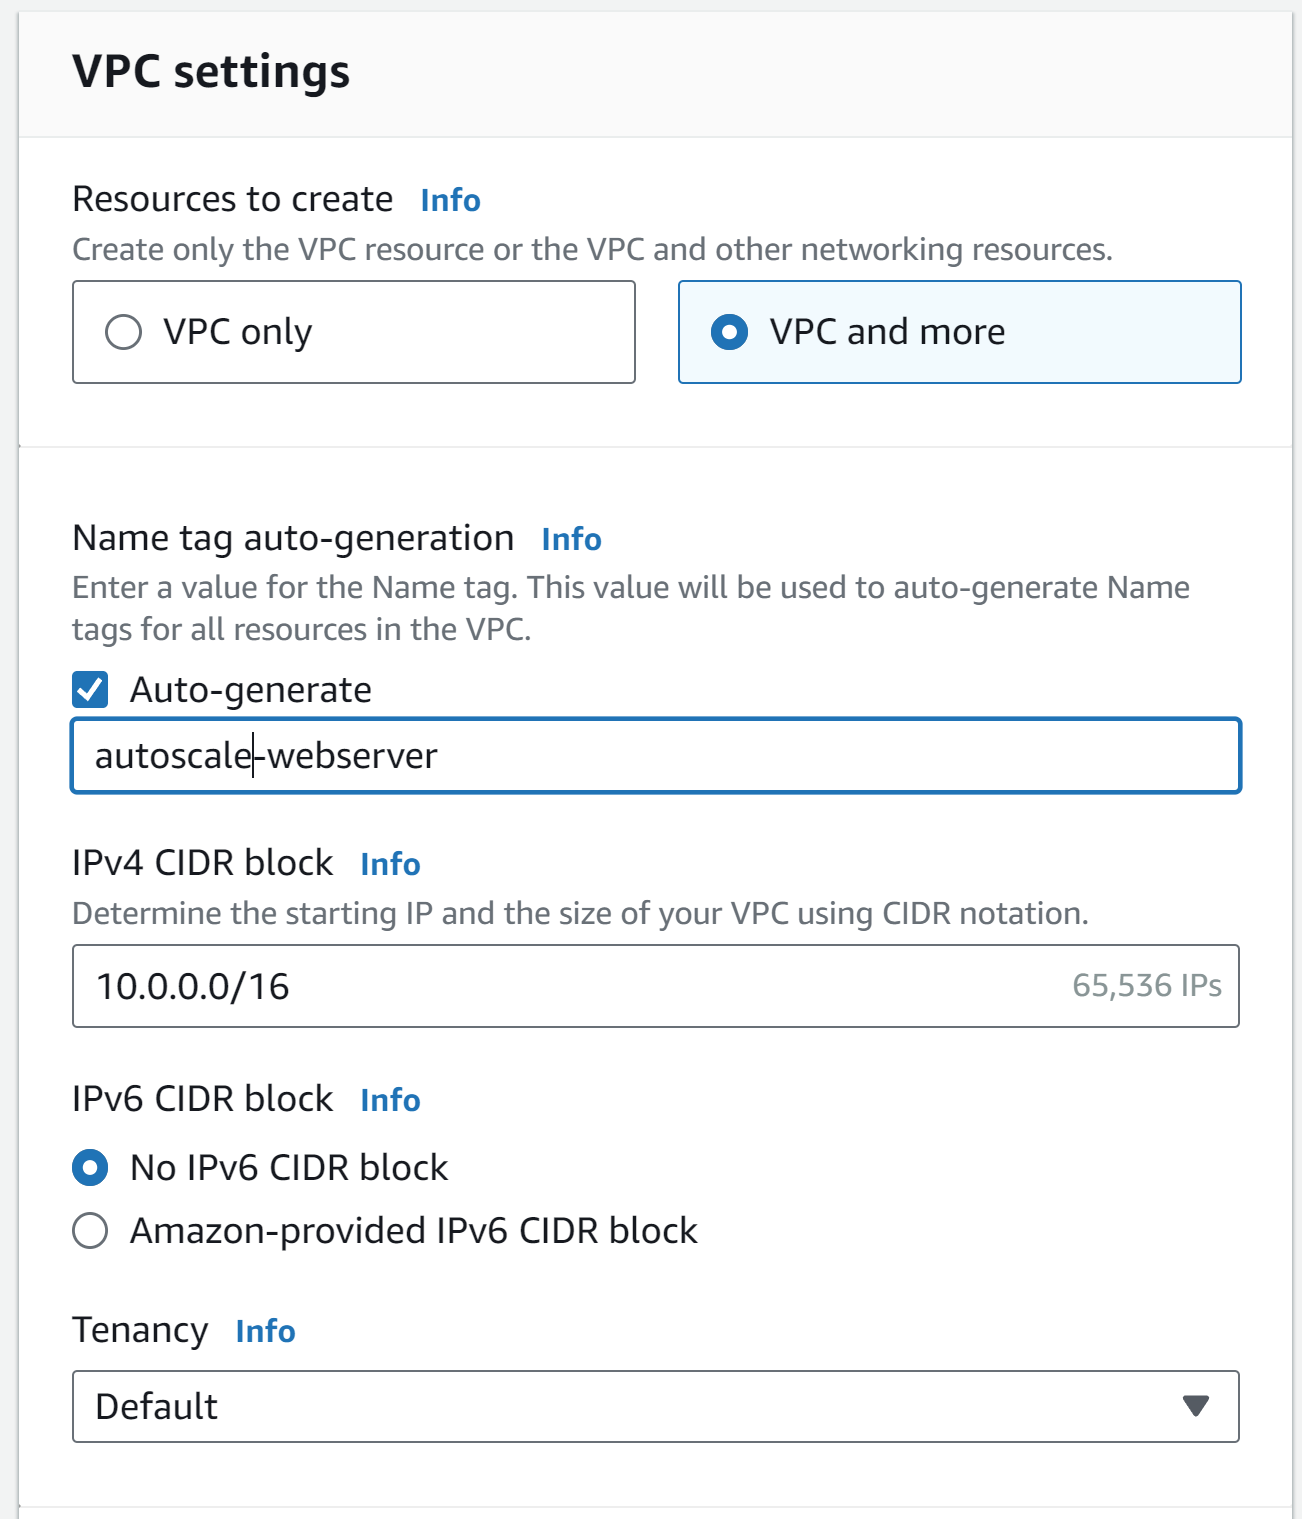 VPC settings
Resources to create Info
Create only the VPC resource or the VPC and other networking resources.
VPC only
VPC and more
Name tag auto-generation Info
Enter a value for the Name tag. This value will be used to auto-generate Name
tags for all resources in the VPC.
Auto-generate
autoscale-webserver
IPv4 CIDR block Info
Determine the starting IP and the size of your VPC using CIDR notation.
10.0.0.0/16 65,536 IPs
IPv6 CIDR block Info
No IPv6 CIDR block
Amazon-provided IPv6 CIDR block
Tenancy Info
Default